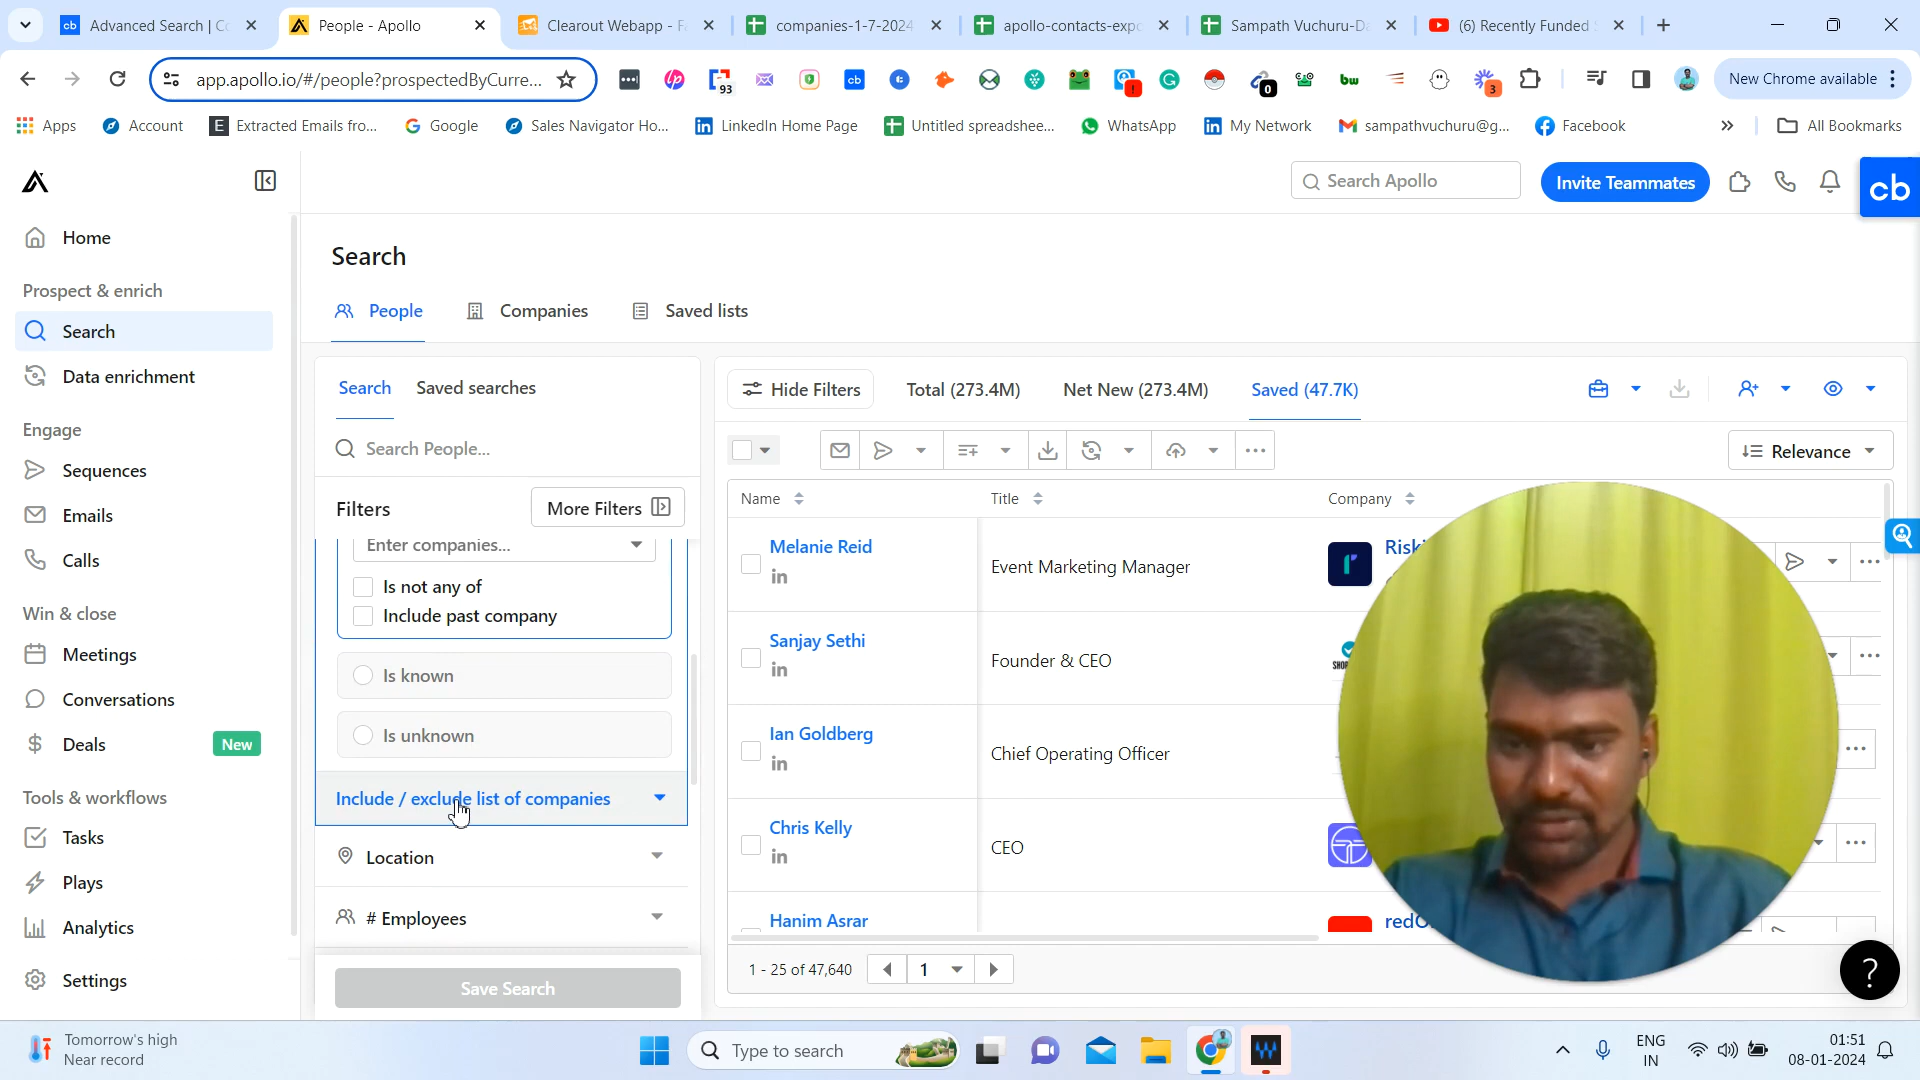 Advanced Search | Co
People - Apollo
Clearout Webapp - Fa
companies-1-7-2024
apollo-contacts-expo
Sampath Vuchuru-Da
(6) Recently Funded S
app.apollo.io/#/people?prospectedByCurre...
New Chrome available
Apps
Account
Extracted Emails fro...
Google
Sales Navigator Ho...
LinkedIn Home Page
Untitled spreadshee...
WhatsApp
My Network
sampathvuchuru@g...
Facebook
All Bookmarks
Search Apollo
Invite Teammates
cb
Home
Prospect & enrich
Search
Data enrichment
Engage
Sequences
Emails
Calls
Win & close
Meetings
Conversations
Deals
New
Tools & workflows
Tasks
Plays
Analytics
Settings
Search
People
Companies
Saved lists
Search
Saved searches
Search People...
Filters
More Filters
Enter companies...
Is not any of
Include past company
Is known
Is unknown
Include / exclude list of companies
Location
# Employees
Save Search
Hide Filters
Total (273.4M)
Net New (273.4M)
Saved (47.7K)
Relevance
Name
Title
Company
Melanie Reid
Event Marketing Manager
Sanjay Sethi
Founder & CEO
Ian Goldberg
Chief Operating Officer
Chris Kelly
CEO
Hanim Asrar
1 - 25 of 47,640
1
Tomorrow's high
Near record
Type to search
ENG
IN
01:51
08-01-2024